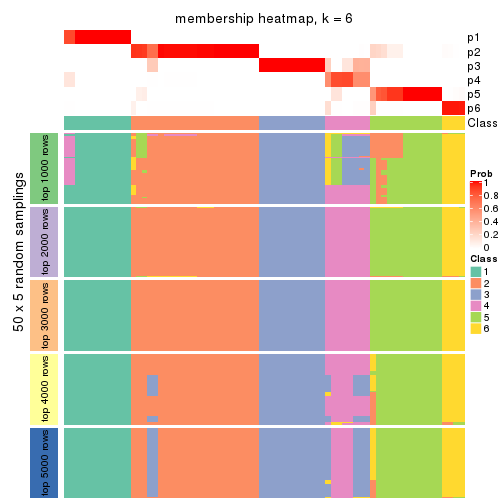 membership heatmap, k = 6
p1
p2
p3
p4
p5
p6
Class
50 x 5 random samplings
top 1000 rows
top 2000 rows
top 3000 rows
top 4000 rows
top 5000 rows
Prob
1
0.8
0.6
0.4
0.2
0
Class
1
2
3
4
5
6